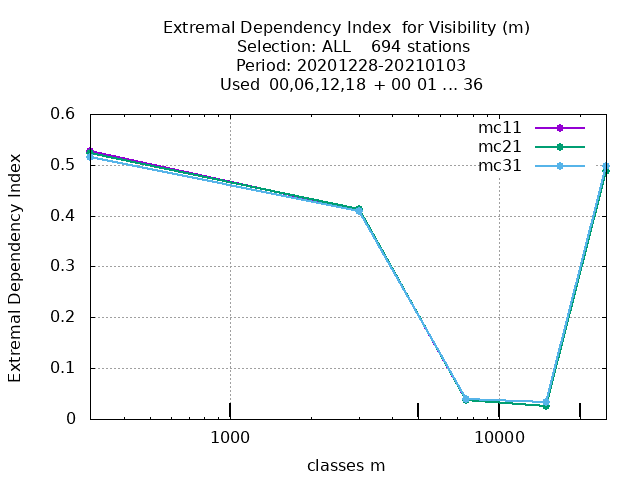 Extremal Dependency Index  for Visibility (m)
Selection: ALL    694 stations
Period: 20201228-20210103
Used  00,06,12,18  + 00 01 ... 36
mc11
mc21
mc31
Extremal Dependency Index
0.6
0.5
0.4
0.3
0.2
0.1
0
1000
10000
classes m